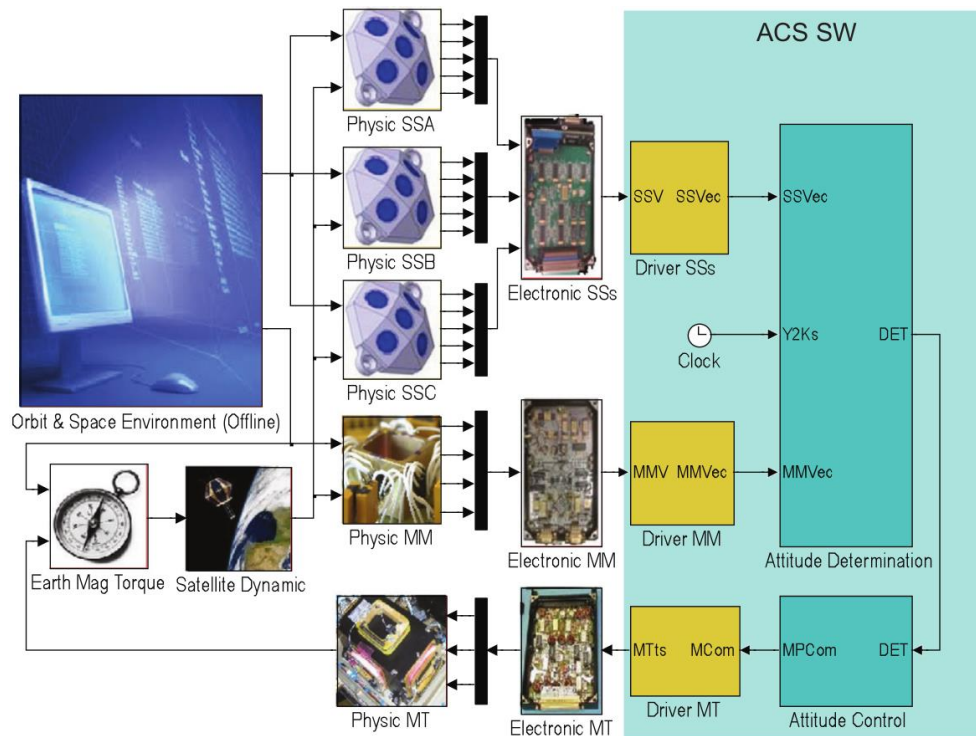 ACS SW
Physic SSA
Physic SSB
Physic SSC
Electronic SSs
SSV SSVec
Driver SSs
SSVec
Y2Ks
DET
MMVec
Attitude Determination
Clock
Orbit & Space Environment (Offline)
Earth Mag Torque
Satellite Dynamic
Physic MM
Electronic MM
MMV MMVec
Driver MM
Physic MT
Electronic MT
MTts MCom
Driver MT
MPCom DET
Attitude Control